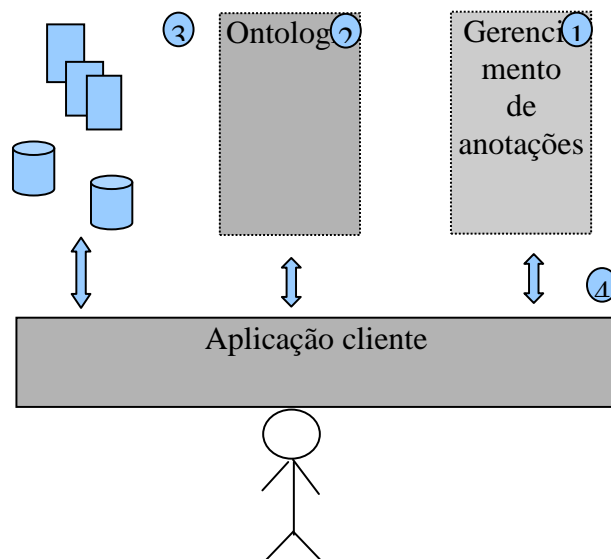 3
Ontolog
2
Gerenci
1
mento
de
anotações
4
Aplicação cliente